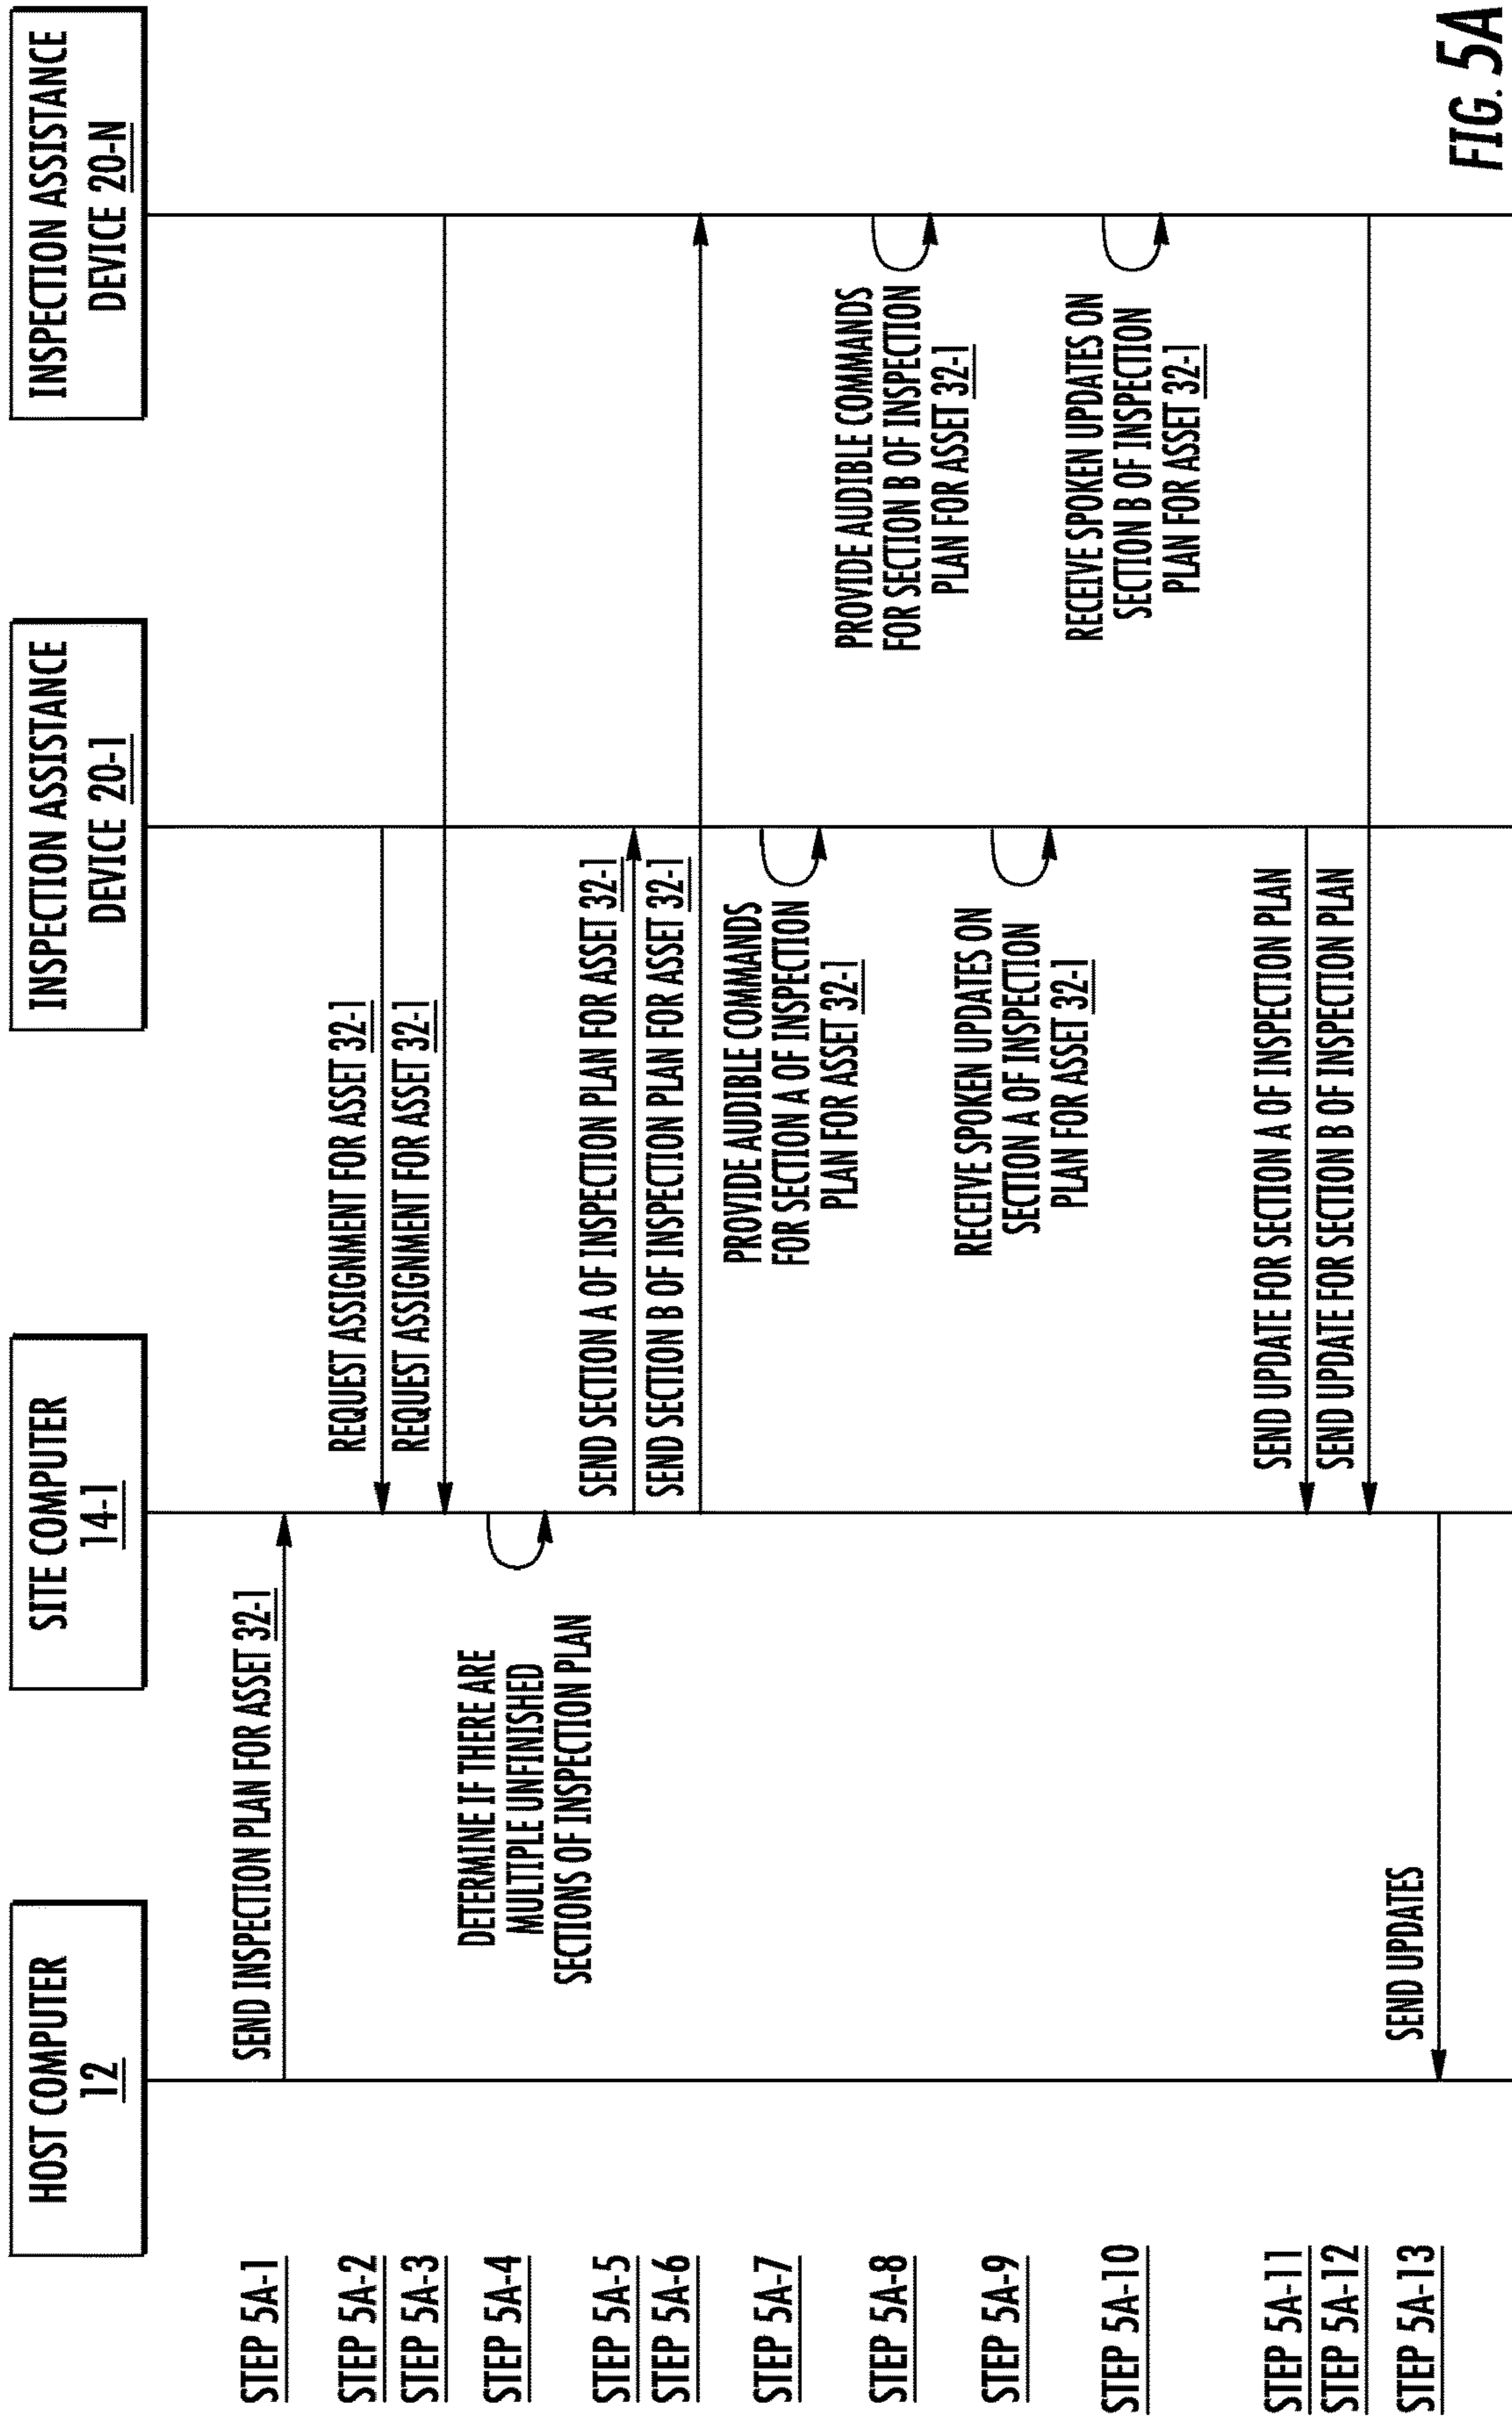 HOST COMPUTER
12
SITE COMPUTER
14-1
INSPECTION ASSISTANCE
DEVICE 20-1
INSPECTION ASSISTANCE
DEVICE 20-N
STEP 5A-1
SEND INSPECTION PLAN FOR ASSET 32-1
STEP 5A-2
REQUEST ASSIGNMENT FOR ASSET 32-1
STEP 5A-3
REQUEST ASSIGNMENT FOR ASSET 32-1
STEP 5A-4
DETERMINE IF THERE ARE
MULTIPLE UNFINISHED
SECTIONS OF INSPECTION PLAN
STEP 5A-5
SEND SECTION A OF INSPECTION PLAN FOR ASSET 32-1
STEP 5A-6
SEND SECTION B OF INSPECTION PLAN FOR ASSET 32-1
STEP 5A-7
PROVIDE AUDIBLE COMMANDS
FOR SECTION A OF INSPECTION
PLAN FOR ASSET 32-1
STEP 5A-8
PROVIDE AUDIBLE COMMANDS
FOR SECTION B OF INSPECTION
PLAN FOR ASSET 32-1
STEP 5A-9
RECEIVE SPOKEN UPDATES ON
SECTION A OF INSPECTION
PLAN FOR ASSET 32-1
STEP 5A-10
RECEIVE SPOKEN UPDATES ON
SECTION B OF INSPECTION
PLAN FOR ASSET 32-1
STEP 5A-11
SEND UPDATE FOR SECTION A OF INSPECTION PLAN
STEP 5A-12
SEND UPDATE FOR SECTION B OF INSPECTION PLAN
STEP 5A-13
SEND UPDATES
FIG. 5A